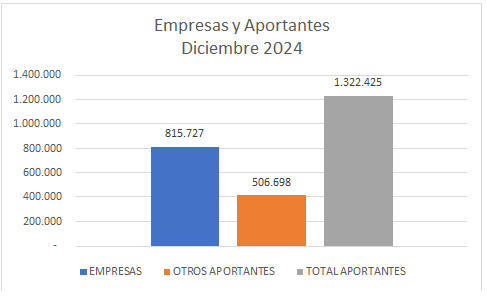 Empresas y Aportantes
Diciembre 2024
1.400.000
1.200.000
1.000.000
800.000
600.000
400.000
200.000
-
815.727
506.698
1.322.425
EMPRESAS
OTROS APORTANTES
TOTAL APORTANTES